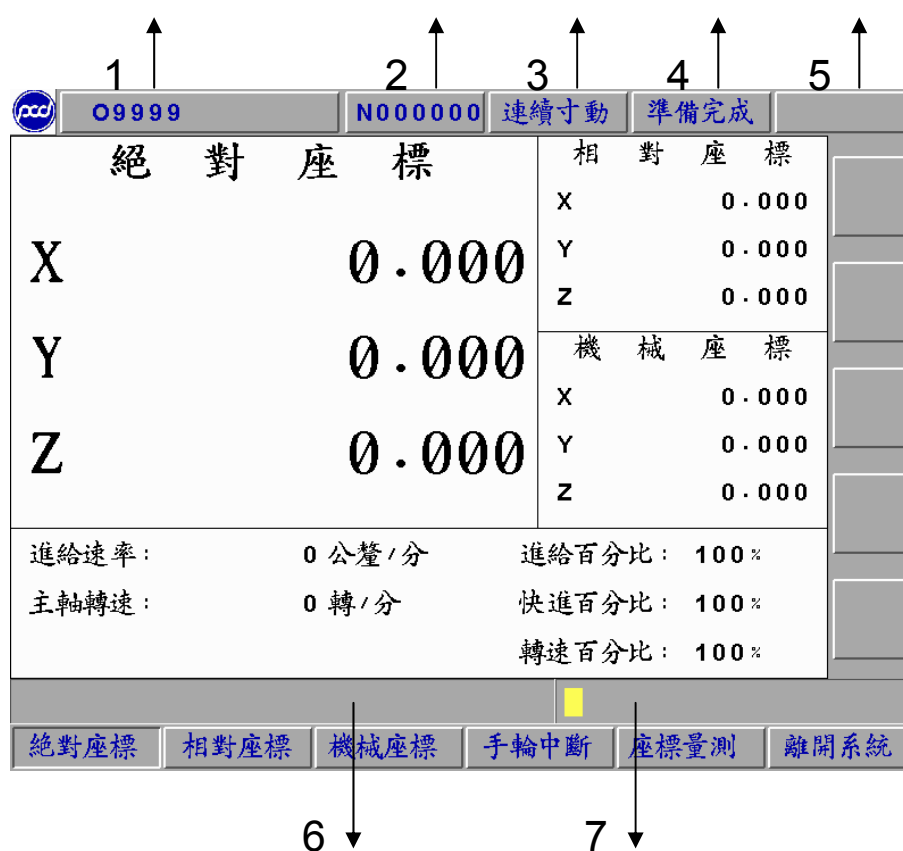 1 2 3 4 5
pcd O9999 N000000 連續寸動 準備完成
絕對座標
X 0.000
Y 0.000
Z 0.000
相對座標
X 0.000
Y 0.000
Z 0.000
機械座標
X 0.000
Y 0.000
Z 0.000
進給速率： 0 公釐/分 進給百分比： 100%
主軸轉速： 0 轉/分 快進百分比： 100%
轉速百分比： 100%
絕對座標 相對座標 機械座標 手輪中斷 座標量測 離開系統
6 7